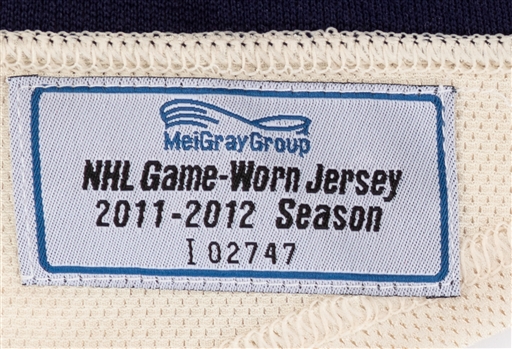 MeiGrayGroup
NHL Game-Worn Jersey
2011-2012 Season
I 02747